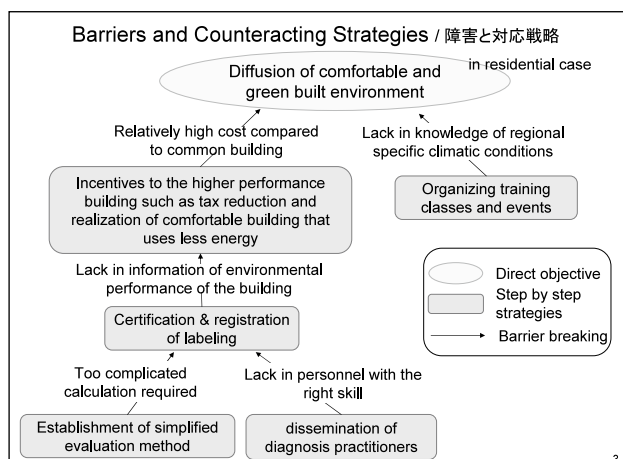 Barriers and Counteracting Strategies / 障害と対応戦略
in residential case
Diffusion of comfortable and
green built environment
Relatively high cost compared
to common building
Lack in knowledge of regional
specific climatic conditions
Incentives to the higher performance
building such as tax reduction and
realization of comfortable building that
uses less energy
Organizing training
classes and events
Lack in information of environmental
performance of the building
Direct objective
Step by step
strategies
Barrier breaking
Certification & registration
of labeling
Too complicated
calculation required
Lack in personnel with the
right skill
Establishment of simplified
evaluation method
dissemination of
diagnosis practitioners